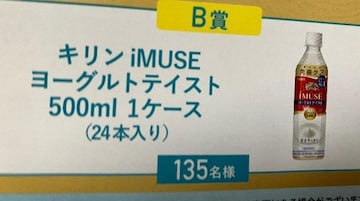 B賞
キリン iMUSE
ヨーグルトテイスト
500ml 1ケース
(24本入り)
135名様
iMUSE